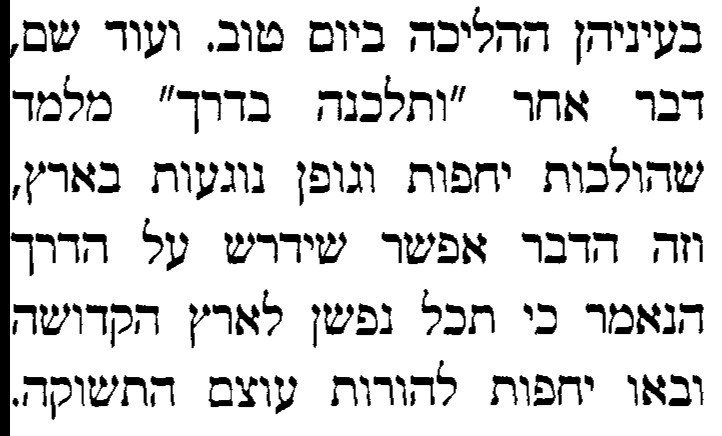 בעיניהן ההליכה ביום טוב. ועוד שם,
דבר אחר "ותלכנה בדרך" מלמד
שהולכות יחפות וגופן נוגעות בארץ,
וזה הדבר אפשר שידרש על הדרך
הנאמר כי תכל נפשן לארץ הקדושה
ובאו יחפות להורות עוצם התשוקה.